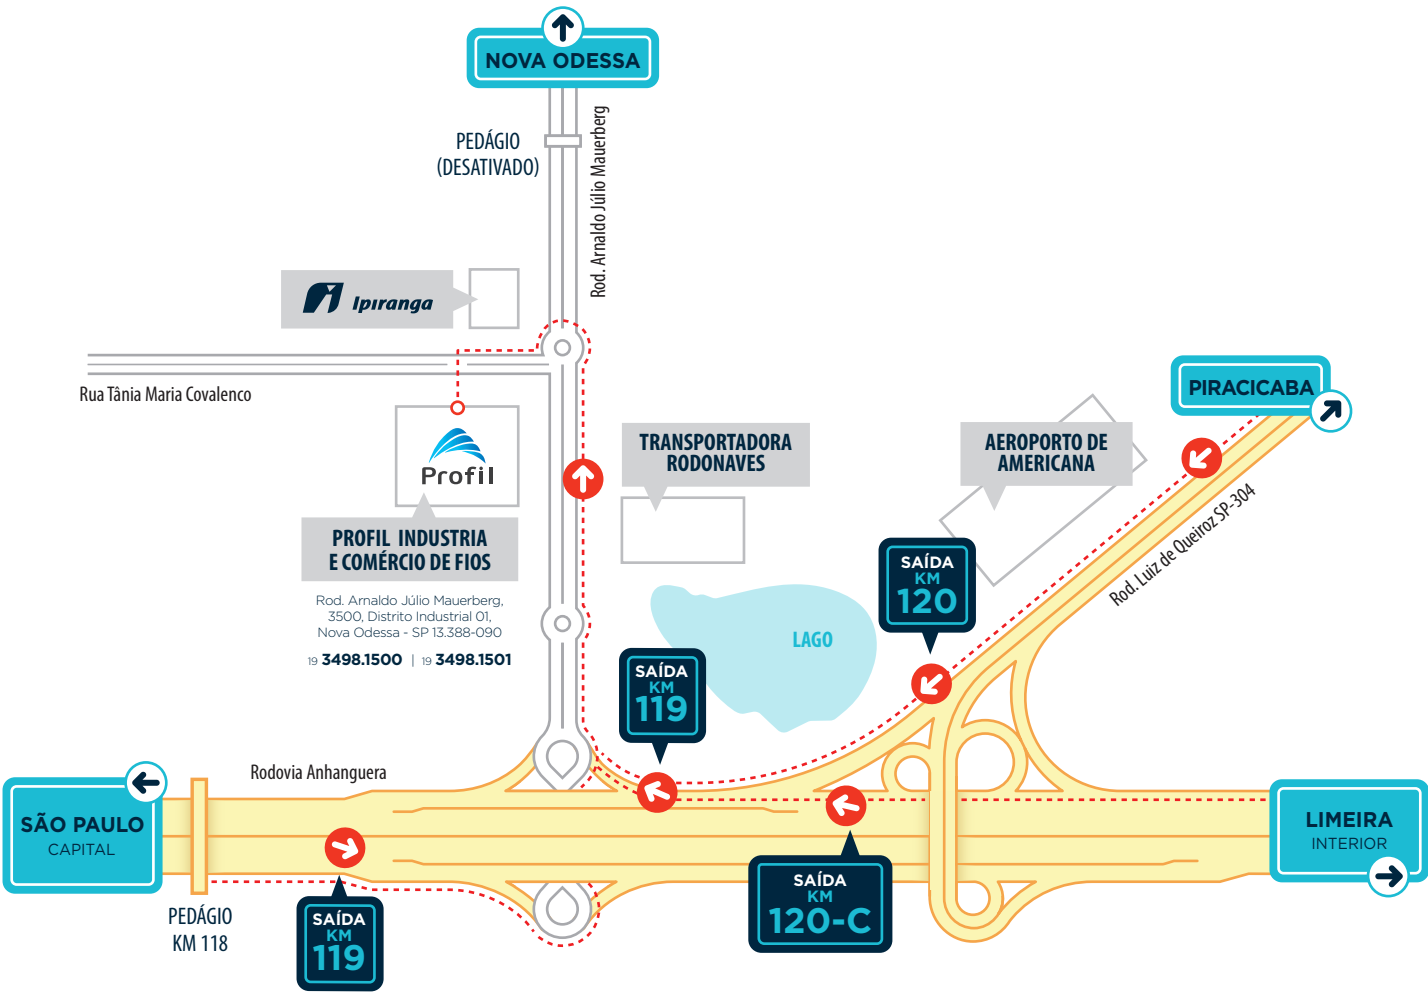 NOVA ODESSA
PEDÁGIO
(DESATIVADO)
Rod. Arnaldo Júlio Mauerberg
Ipiranga
Rua Tânia Maria Covalenco
PIRACICABA
Profil
TRANSPORTADORA
RODONAVES
AEROPORTO DE
AMERICANA
Rod. Luiz de Queiroz SP-304
PROFIL INDUSTRIA
E COMÉRCIO DE FIOS
Rod. Arnaldo Júlio Mauerberg,
3500, Distrito Industrial 01,
Nova Odessa - SP 13.388-090
19 3498.1500 | 19 3498.1501
SAÍDA
KM
120
LAGO
SAÍDA
KM
119
Rodovia Anhanguera
SÃO PAULO
CAPITAL
LIMEIRA
INTERIOR
PEDÁGIO
KM 118
SAÍDA
KM
119
SAÍDA
KM
120-C